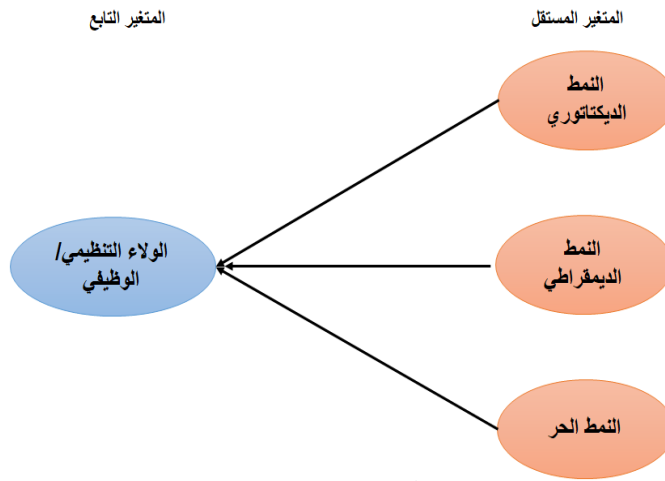 المتغير المستقل
المتغير التابع
النمط
الديكتاتوري
النمط
الديمقراطي
الولاء التنظيمي/
الوظيفي
النمط الحر